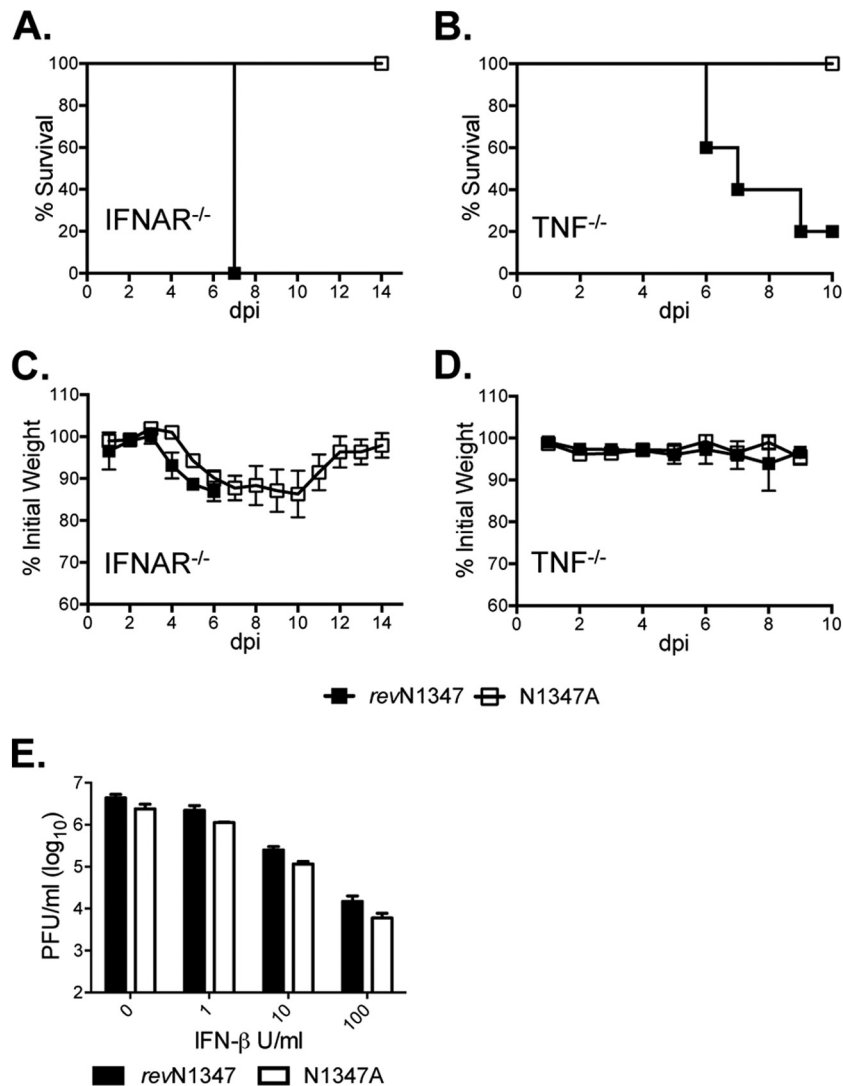 A.
B.
% Survival
100
80
60
40
20
0
IFNAR-/-
0 2 4 6 8 10 12 14
dpi
% Survival
100
80
60
40
20
0
TNF-/-
0 2 4 6 8 10
dpi
C.
D.
% Initial Weight
110
100
90
80
70
60
IFNAR-/-
0 2 4 6 8 10 12 14
dpi
% Initial Weight
110
100
90
80
70
60
TNF-/-
0 2 4 6 8 10
dpi
revN1347 N1347A
E.
PFU/ml (log10)
7
6
5
4
3
2
0 1 10 100
IFN-β U/ml
revN1347 N1347A